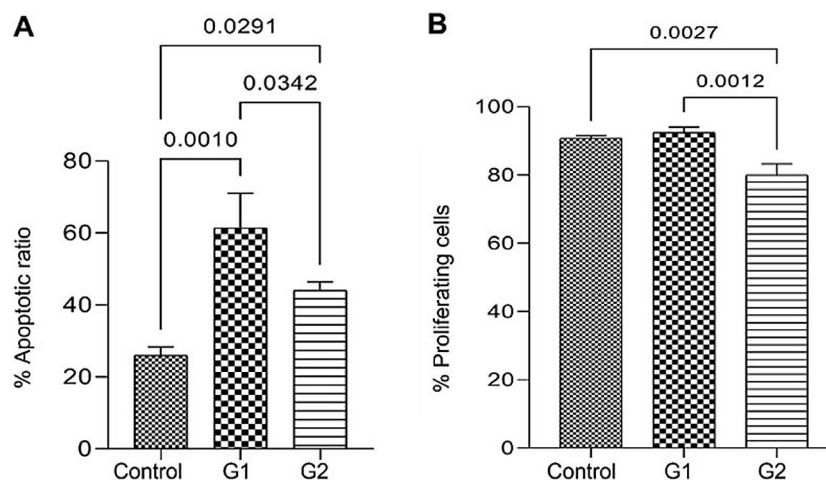 A
0.0291
0.0342
0.0010
% Apoptotic ratio
80
60
40
20
0
Control G1 G2
B
0.0027
0.0012
% Proliferating cells
100
80
60
40
20
0
Control G1 G2